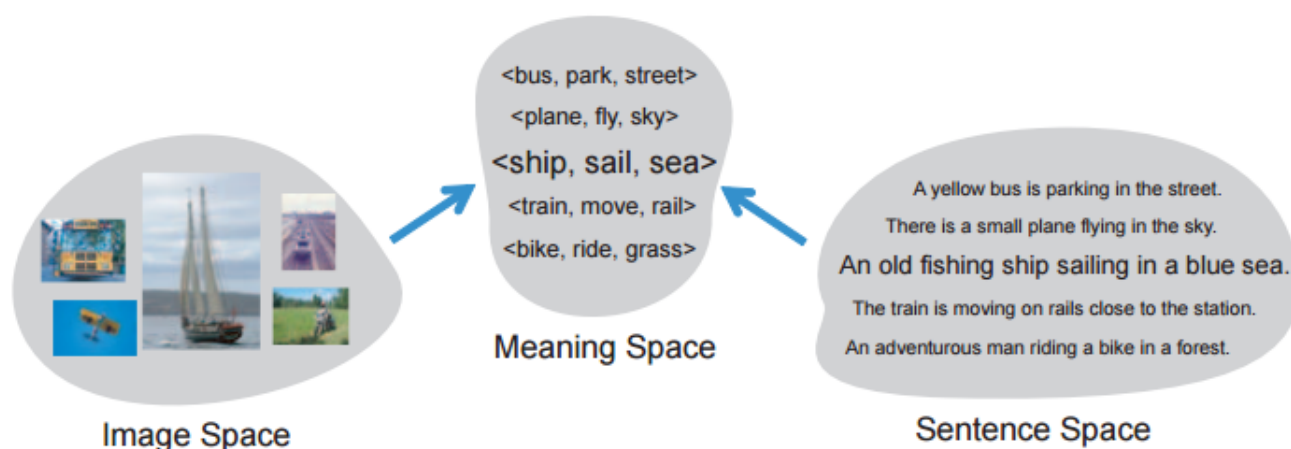 <bus, park, street>
<plane, fly, sky>
<ship, sail, sea>
<train, move, rail>
<bike, ride, grass>
Meaning Space
Image Space
A yellow bus is parking in the street.
There is a small plane flying in the sky.
An old fishing ship sailing in a blue sea.
The train is moving on rails close to the station.
An adventurous man riding a bike in a forest.
Sentence Space